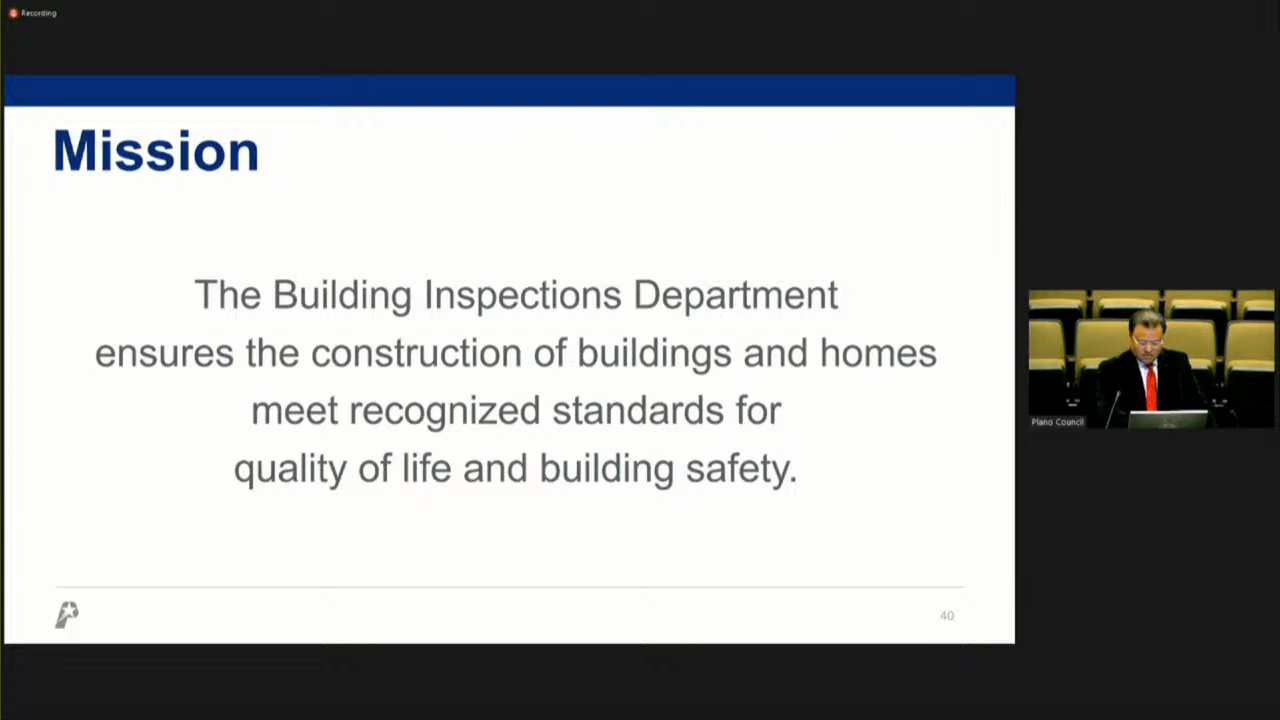 Recording
Mission
The Building Inspections Department
ensures the construction of buildings and homes
meet recognized standards for
quality of life and building safety.
Plano Council
40